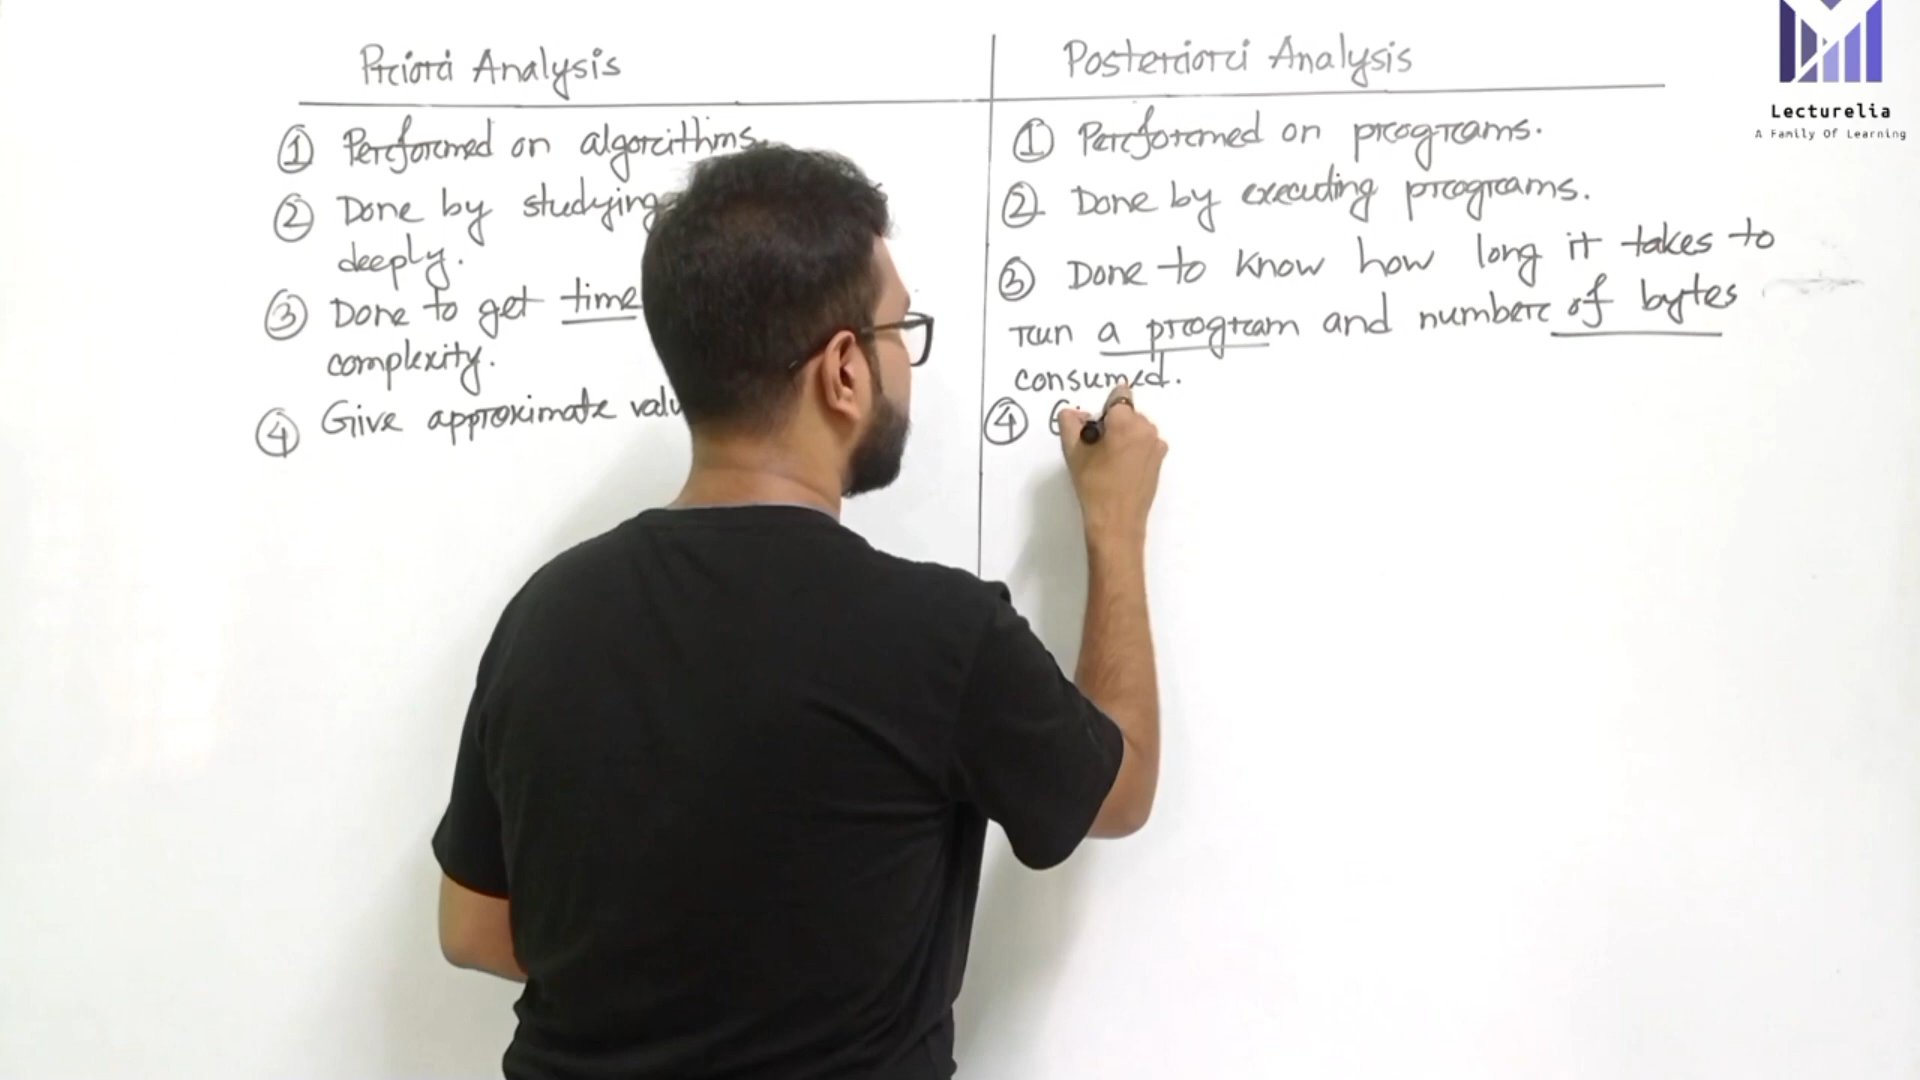 Priori Analysis
① Performed on algorithms.
② Done by studying
deeply.
③ Done to get time
complexity.
④ Give approximate
Posteriori Analysis
① Performed on programs.
② Done by executing programs.
③ Done to know how long it takes to
run a program and number of bytes
consumed.
④
Lecturelia
A Family Of Learning